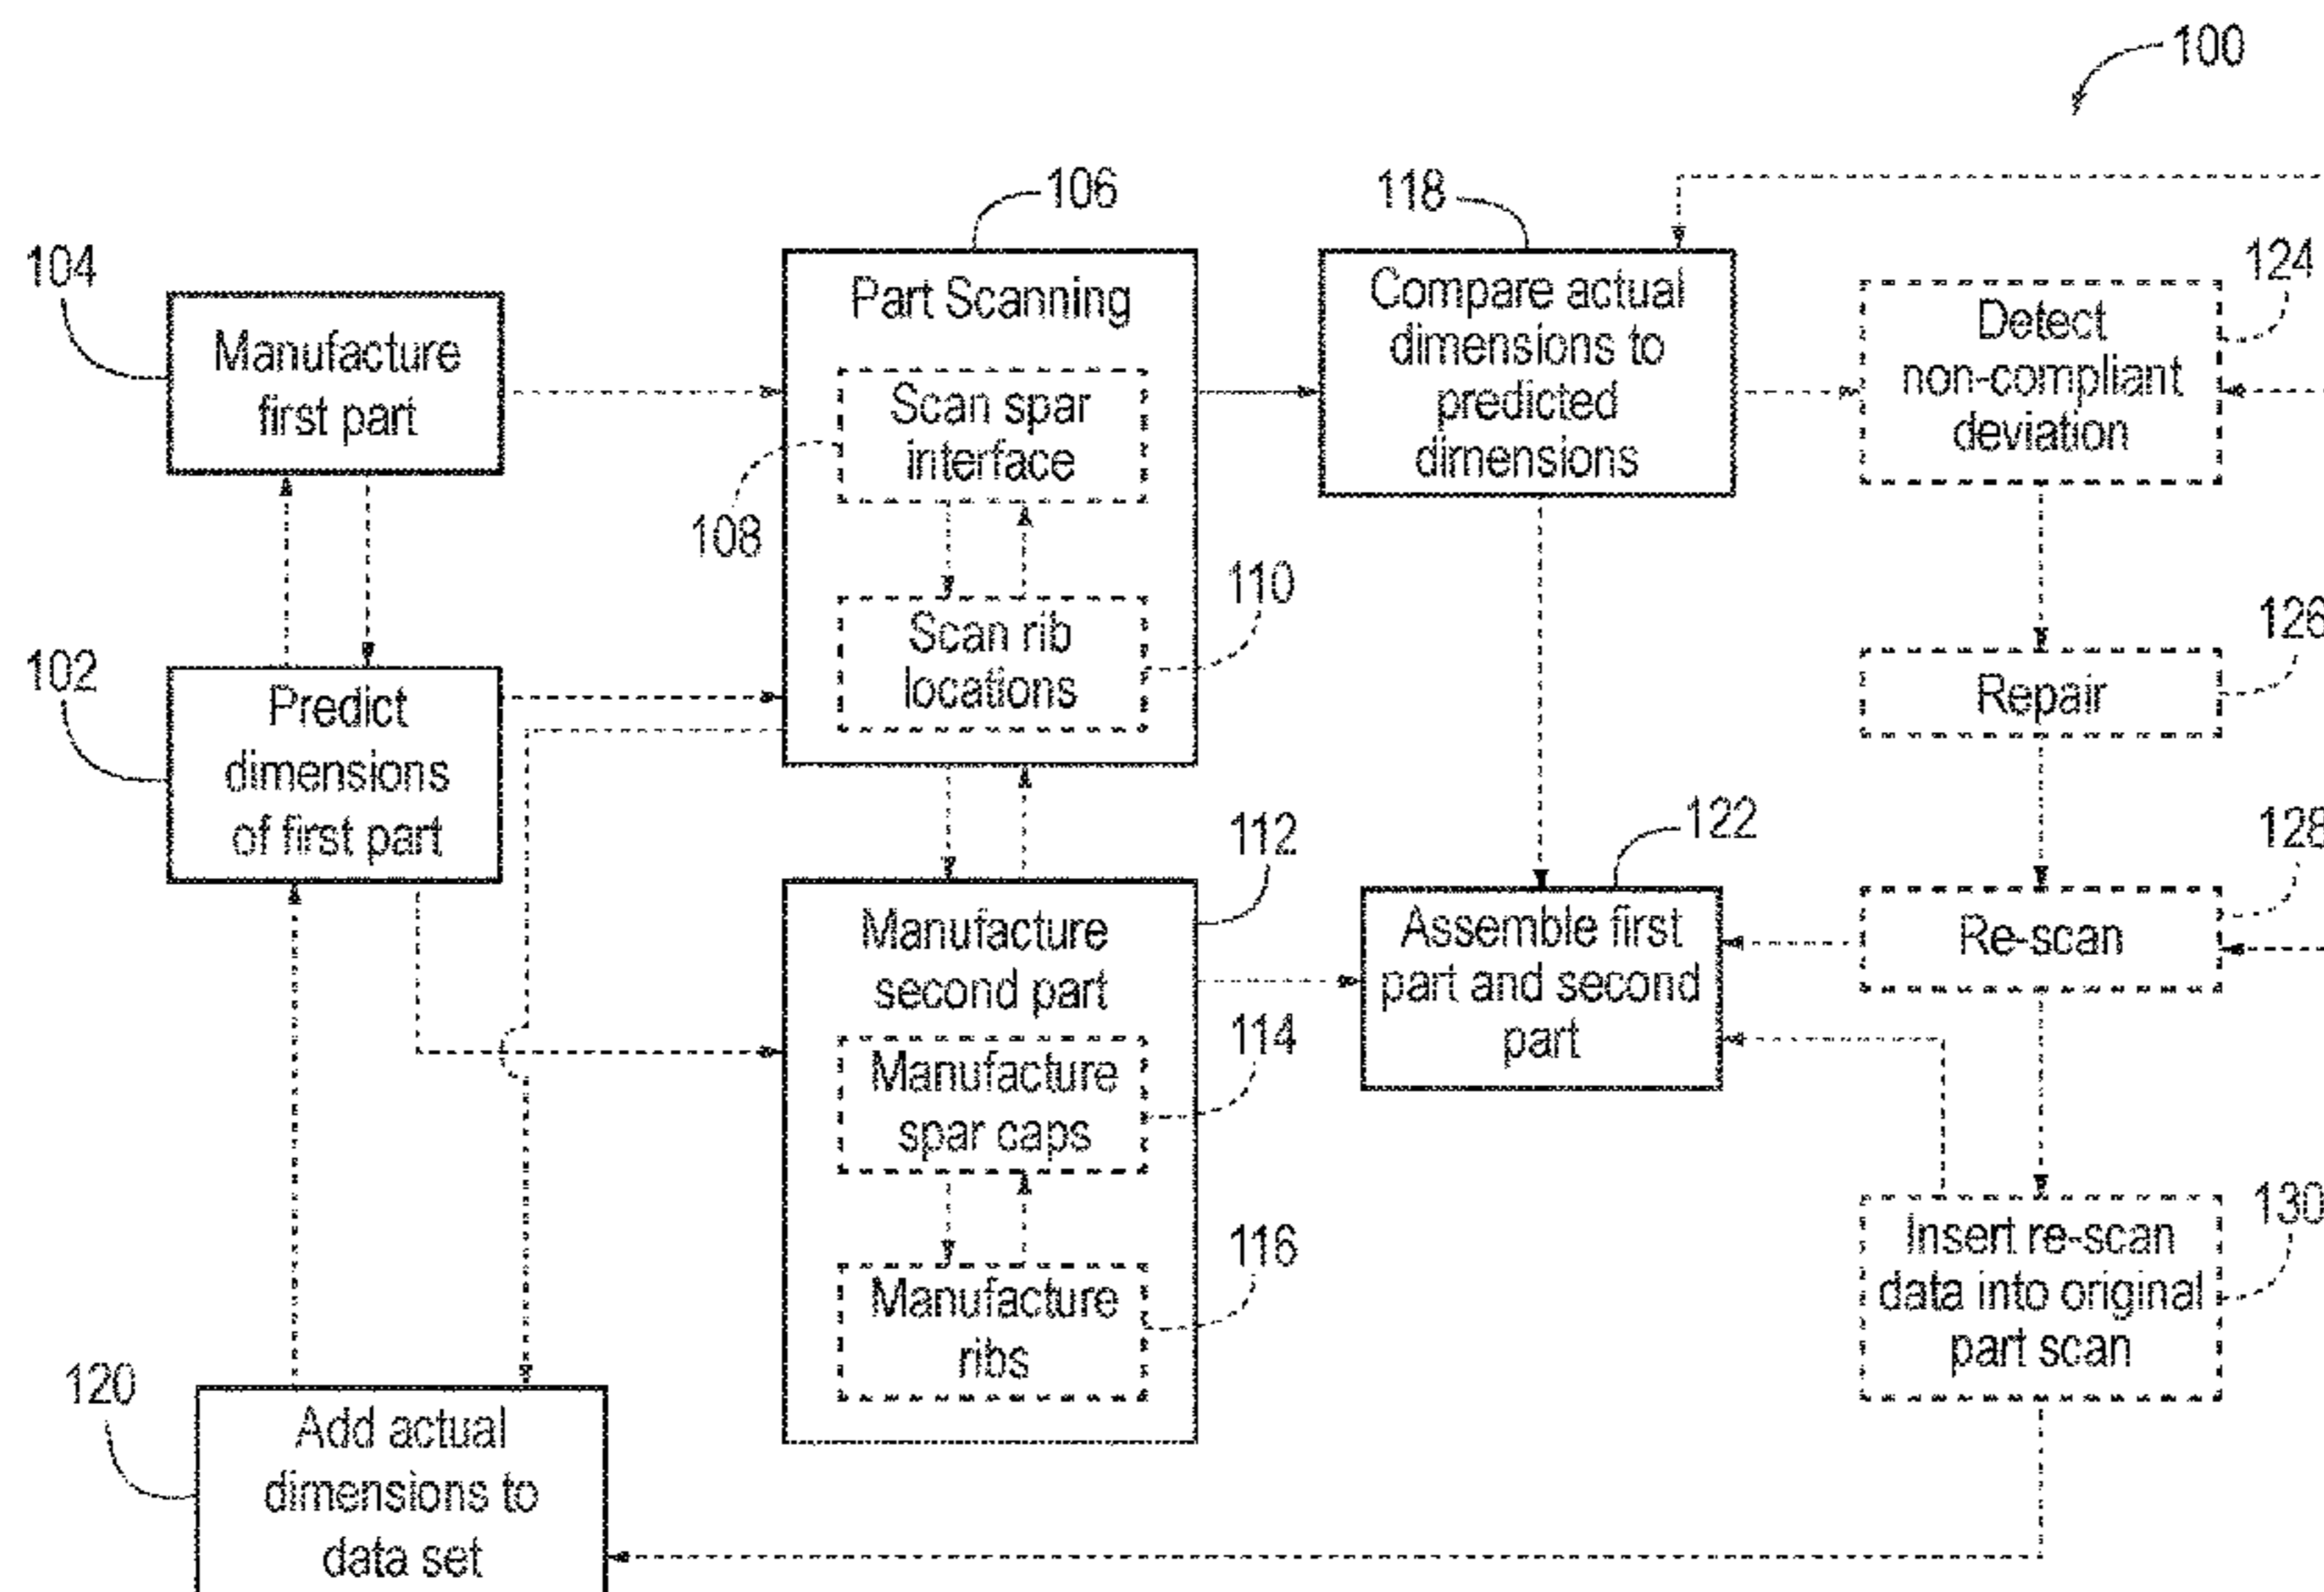 100
106
118
104
124
Manufacture
first part
Part Scanning
Scan spar
interface
108
Scan rib
locations
110
Compare actual
dimensions to
predicted
dimensions
Detect
non-compliant
deviation
126
Repair
102
Predict
dimensions
of first part
112
Manufacture
second part
Manufacture
spar caps
114
Manufacture
ribs
116
122
Assemble first
part and second
part
128
Re-scan
130
Insert re-scan
data into original
part scan
120
Add actual
dimensions to
data set